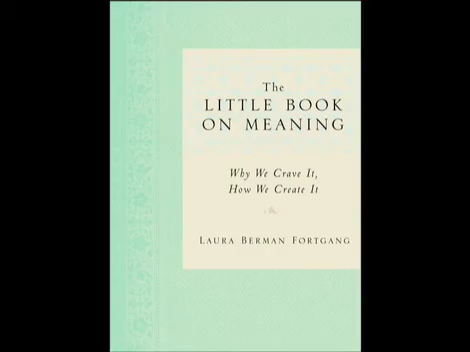 The
LITTLE BOOK
ON MEANING
Why We Crave It,
How We Create It
LAURA BERMAN FORTGANG